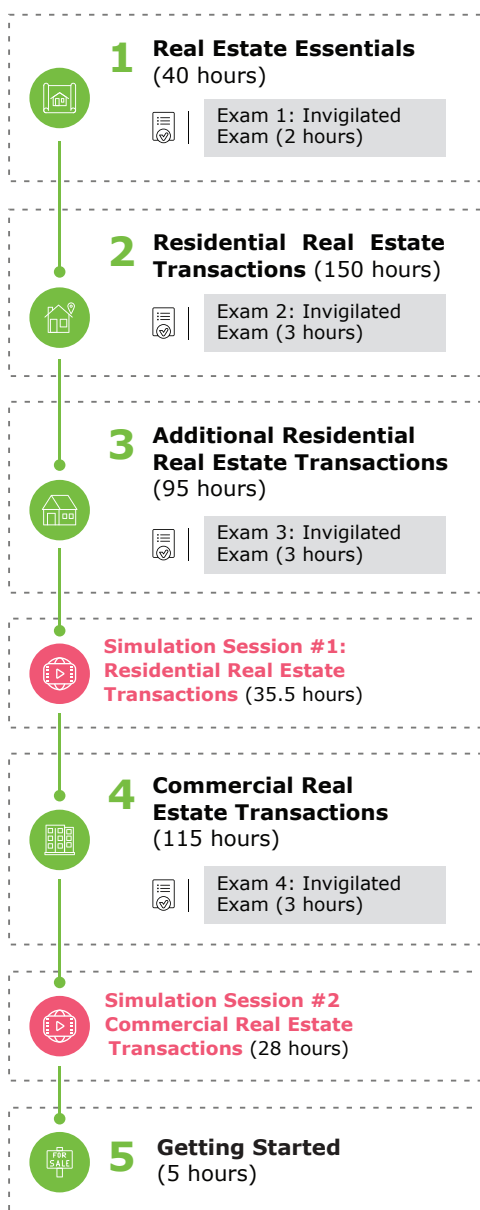 1 Real Estate Essentials
(40 hours)
Exam 1: Invigilated
Exam (2 hours)
2 Residential Real Estate
Transactions (150 hours)
Exam 2: Invigilated
Exam (3 hours)
3 Additional Residential
Real Estate Transactions
(95 hours)
Exam 3: Invigilated
Exam (3 hours)
Simulation Session #1:
Residential Real Estate
Transactions (35.5 hours)
4 Commercial Real
Estate Transactions
(115 hours)
Exam 4: Invigilated
Exam (3 hours)
Simulation Session #2
Commercial Real Estate
Transactions (28 hours)
FOR
SALE
5 Getting Started
(5 hours)